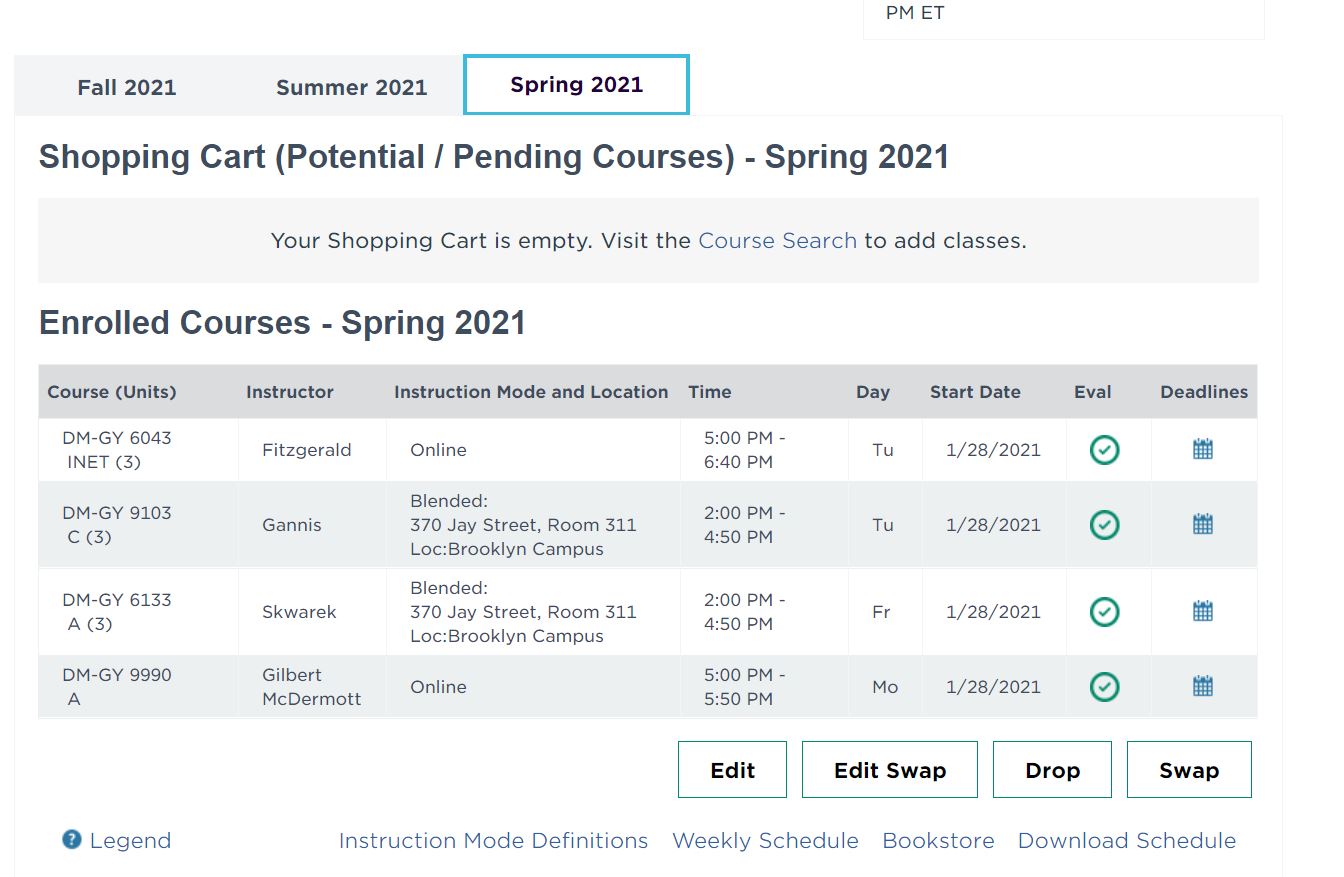 PM ET
Fall 2021 Summer 2021 Spring 2021
Shopping Cart (Potential / Pending Courses) - Spring 2021
Your Shopping Cart is empty. Visit the Course Search to add classes.
Enrolled Courses - Spring 2021
Course (Units) Instructor Instruction Mode and Location Time Day Start Date Eval Deadlines
DM-GY 6043
INET (3)
Fitzgerald
Online
5:00 PM -
6:40 PM
Tu
1/28/2021
DM-GY 9103
C (3)
Gannis
Blended:
370 Jay Street, Room 311
Loc:Brooklyn Campus
2:00 PM -
4:50 PM
Tu
1/28/2021
DM-GY 6133
A (3)
Skwarek
Blended:
370 Jay Street, Room 311
Loc:Brooklyn Campus
2:00 PM -
4:50 PM
Fr
1/28/2021
DM-GY 9990
A
Gilbert
McDermott
Online
5:00 PM -
5:50 PM
Mo
1/28/2021
Edit Edit Swap Drop Swap
? Legend Instruction Mode Definitions Weekly Schedule Bookstore Download Schedule